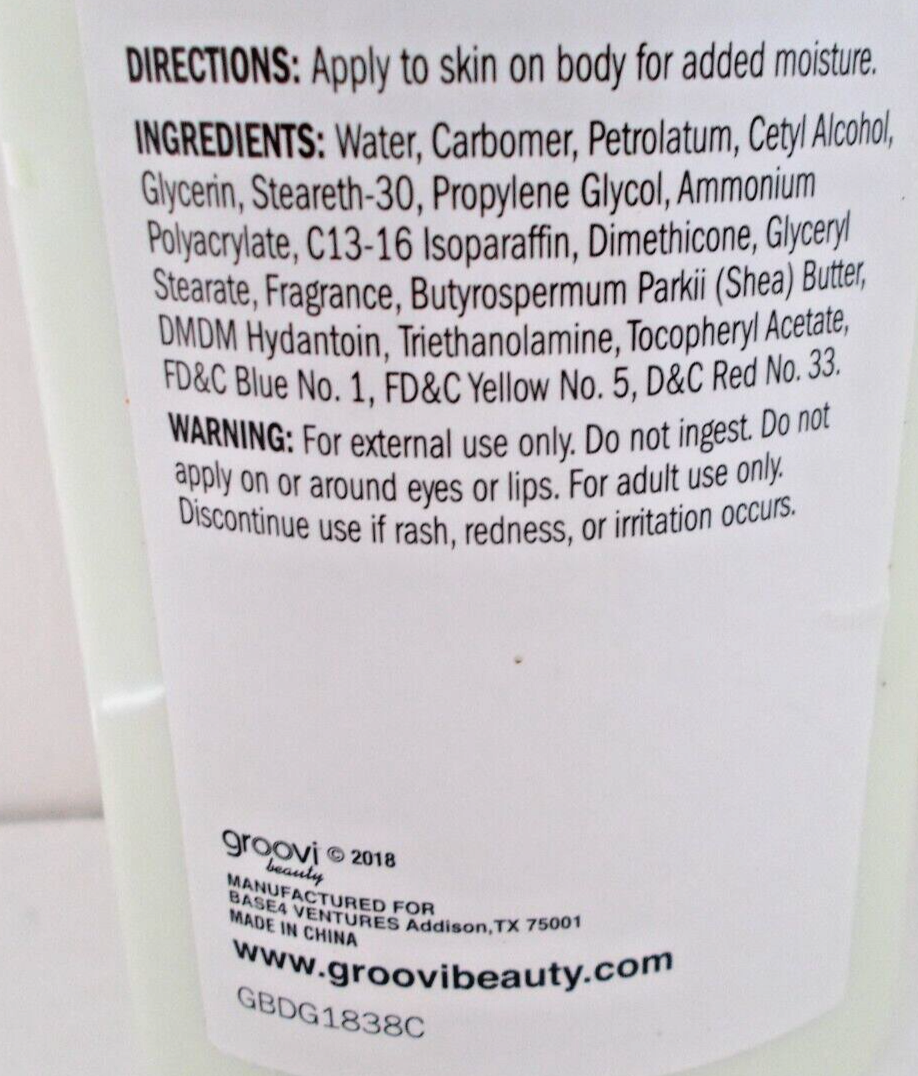 DIRECTIONS: Apply to skin on body for added moisture.
INGREDIENTS: Water, Carbomer, Petrolatum, Cetyl Alcohol,
Glycerin, Steareth-30, Propylene Glycol, Ammonium
Polyacrylate, C13-16 Isoparaffin, Dimethicone, Glyceryl
Stearate, Fragrance, Butyrospermum Parkii (Shea) Butter,
DMDM Hydantoin, Triethanolamine, Tocopheryl Acetate,
FD&C Blue No. 1, FD&C Yellow No. 5, D&C Red No. 33.
WARNING: For external use only. Do not ingest. Do not
apply on or around eyes or lips. For adult use only.
Discontinue use if rash, redness, or irritation occurs.
groovi © 2018
beauty
MANUFACTURED FOR
BASE4 VENTURES Addison,TX 75001
MADE IN CHINA
www.groovibeauty.com
GBDG1838C